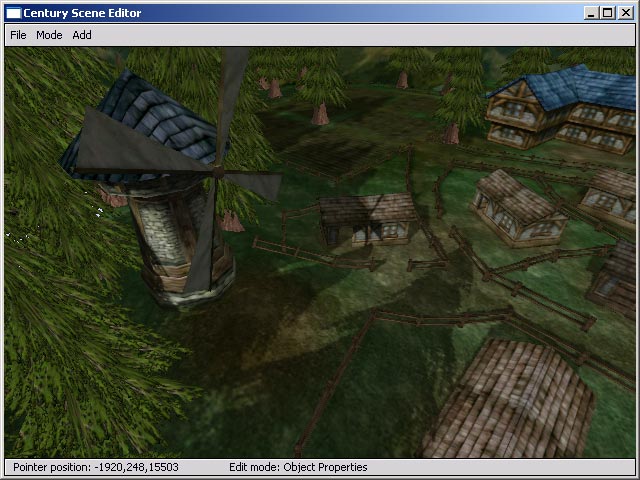 Century Scene Editor
File Mode Add
Pointer position: -1920,248,15503 Edit mode: Object Properties